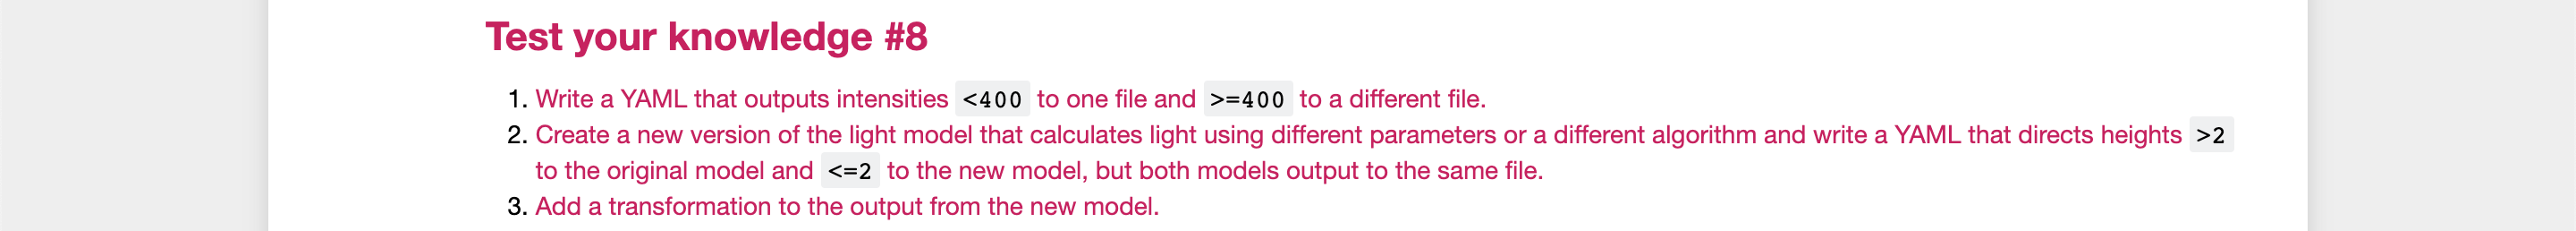 Test your knowledge #8
1. Write a YAML that outputs intensities <400 to one file and >=400 to a different file.
2. Create a new version of the light model that calculates light using different parameters or a different algorithm and write a YAML that directs heights >2
to the original model and <=2 to the new model, but both models output to the same file.
3. Add a transformation to the output from the new model.